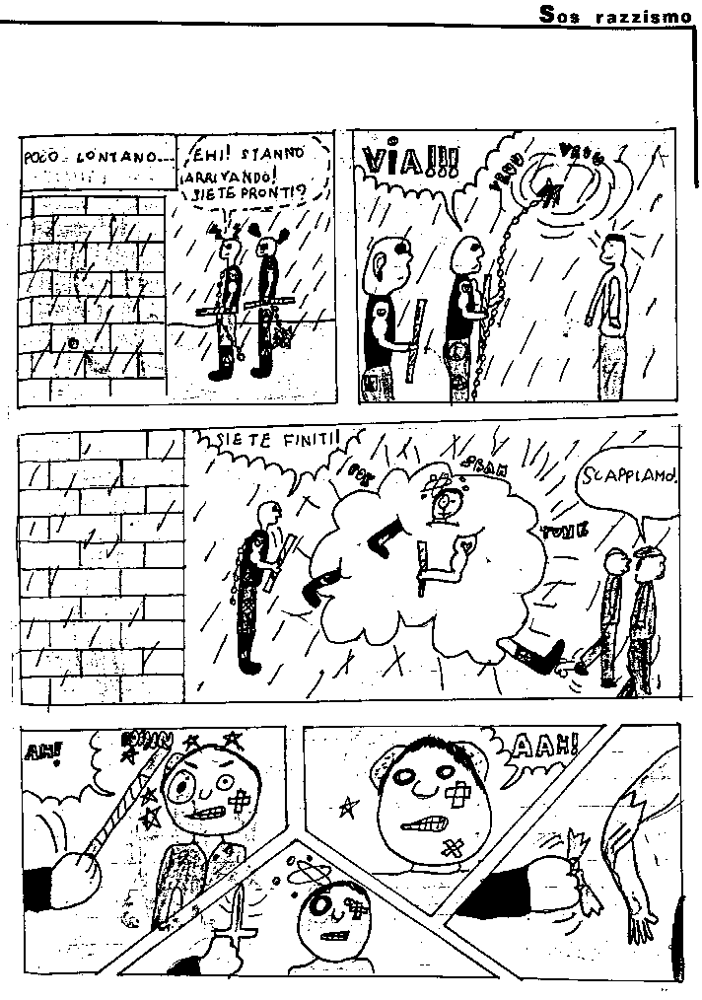 Sos razzismo
POCO LONTANO...
EHI! STANNO
ARRIVANDO!
SIETE PRONTI?
VIA!!!
SIETE FINITI!
SCAPPIAMO!
AH!
AAH!